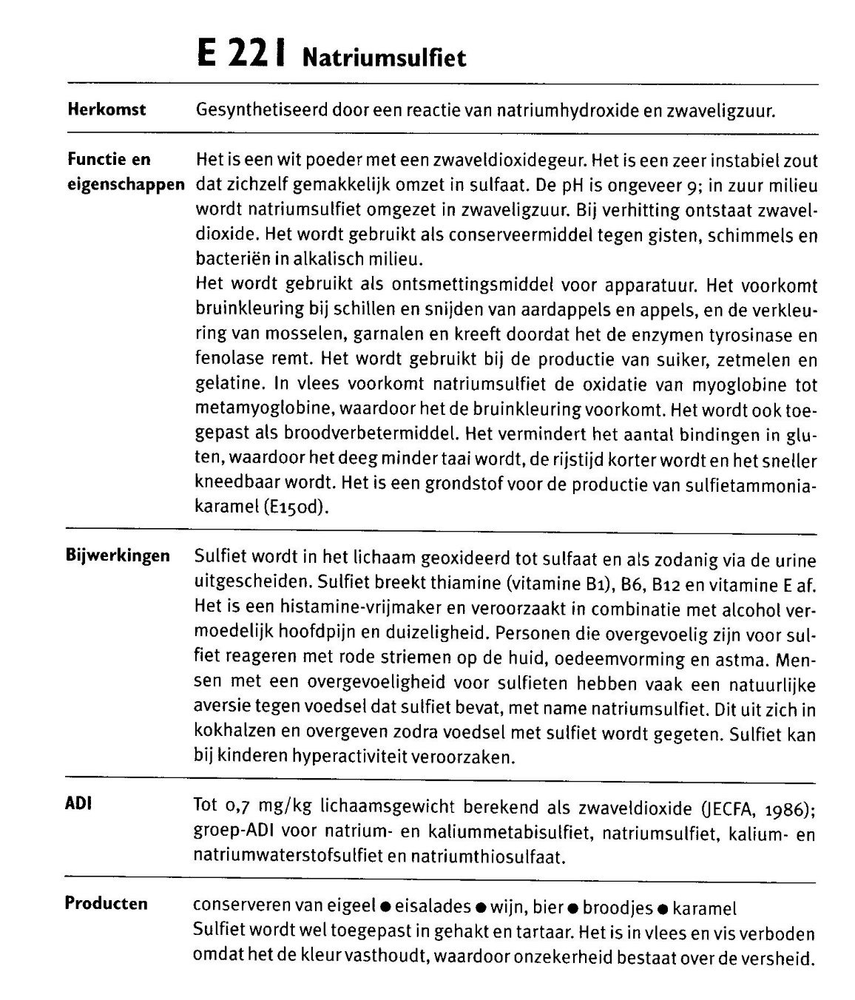 E 221 Natriumsulfiet
Herkomst Gesynthetiseerd door een reactie van natriumhydroxide en zwaveligzuur.
Functie en Het is een wit poeder met een zwaveldioxidegeur. Het is een zeer instabiel zout
eigenschappen dat zichzelf gemakkelijk omzet in sulfaat. De pH is ongeveer 9; in zuur milieu
wordt natriumsulfiet omgezet in zwaveligzuur. Bij verhitting ontstaat zwavel-
dioxide. Het wordt gebruikt als conserveermiddel tegen gisten, schimmels en
bacteriën in alkalisch milieu.
Het wordt gebruikt als ontsmettingsmiddel voor apparatuur. Het voorkomt
bruinkleuring bij schillen en snijden van aardappels en appels, en de verkleu-
ring van mosselen, garnalen en kreeft doordat het de enzymen tyrosinase en
fenolase remt. Het wordt gebruikt bij de productie van suiker, zetmelen en
gelatine. In vlees voorkomt natriumsulfiet de oxidatie van myoglobine tot
metamyoglobine, waardoor het de bruinkleuring voorkomt. Het wordt ook toe-
gepast als broodverbetermiddel. Het vermindert het aantal bindingen in glu-
ten, waardoor het deeg minder taai wordt, de rijstijd korter wordt en het sneller
kneedbaar wordt. Het is een grondstof voor de productie van sulfietammonia-
karamel (E150d).
Bijwerkingen Sulfiet wordt in het lichaam geoxideerd tot sulfaat en als zodanig via de urine
uitgescheiden. Sulfiet breekt thiamine (vitamine B1), B6, B12 en vitamine E af.
Het is een histamine-vrijmaker en veroorzaakt in combinatie met alcohol ver-
moedelijk hoofdpijn en duizeligheid. Personen die overgevoelig zijn voor sul-
fiet reageren met rode striemen op de huid, oedeemvorming en astma. Men-
sen met een overgevoeligheid voor sulfieten hebben vaak een natuurlijke
aversie tegen voedsel dat sulfiet bevat, met name natriumsulfiet. Dit uit zich in
kokhalzen en overgeven zodra voedsel met sulfiet wordt gegeten. Sulfiet kan
bij kinderen hyperactiviteit veroorzaken.
ADI Tot 0,7 mg/kg lichaamsgewicht berekend als zwaveldioxide (JECFA, 1986);
groep-ADI voor natrium- en kaliummetabisulfiet, natriumsulfiet, kalium- en
natriumwaterstofsulfiet en natriumthiosulfaat.
Producten conserveren van eigeel ● eisalades ● wijn, bier ● broodjes ● karamel
Sulfiet wordt wel toegepast in gehakt en tartaar. Het is in vlees en vis verboden
omdat het de kleur vasthoudt, waardoor onzekerheid bestaat over de versheid.